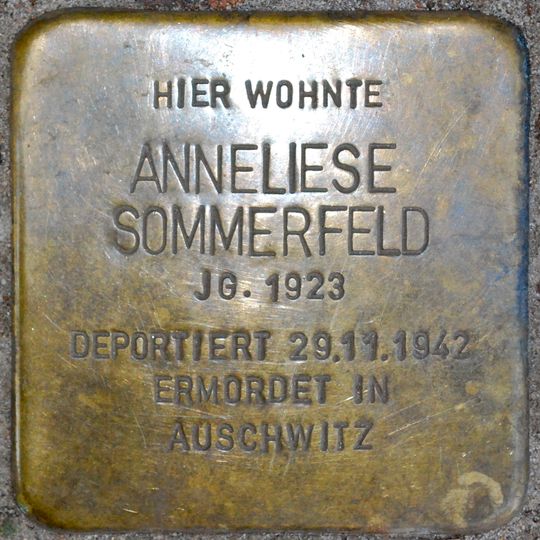 HIER WOHNTE
ANNELIESE
SOMMERFELD
JG. 1923
DEPORTIERT 29.11.1942
ERMORDET IN
AUSCHWITZ